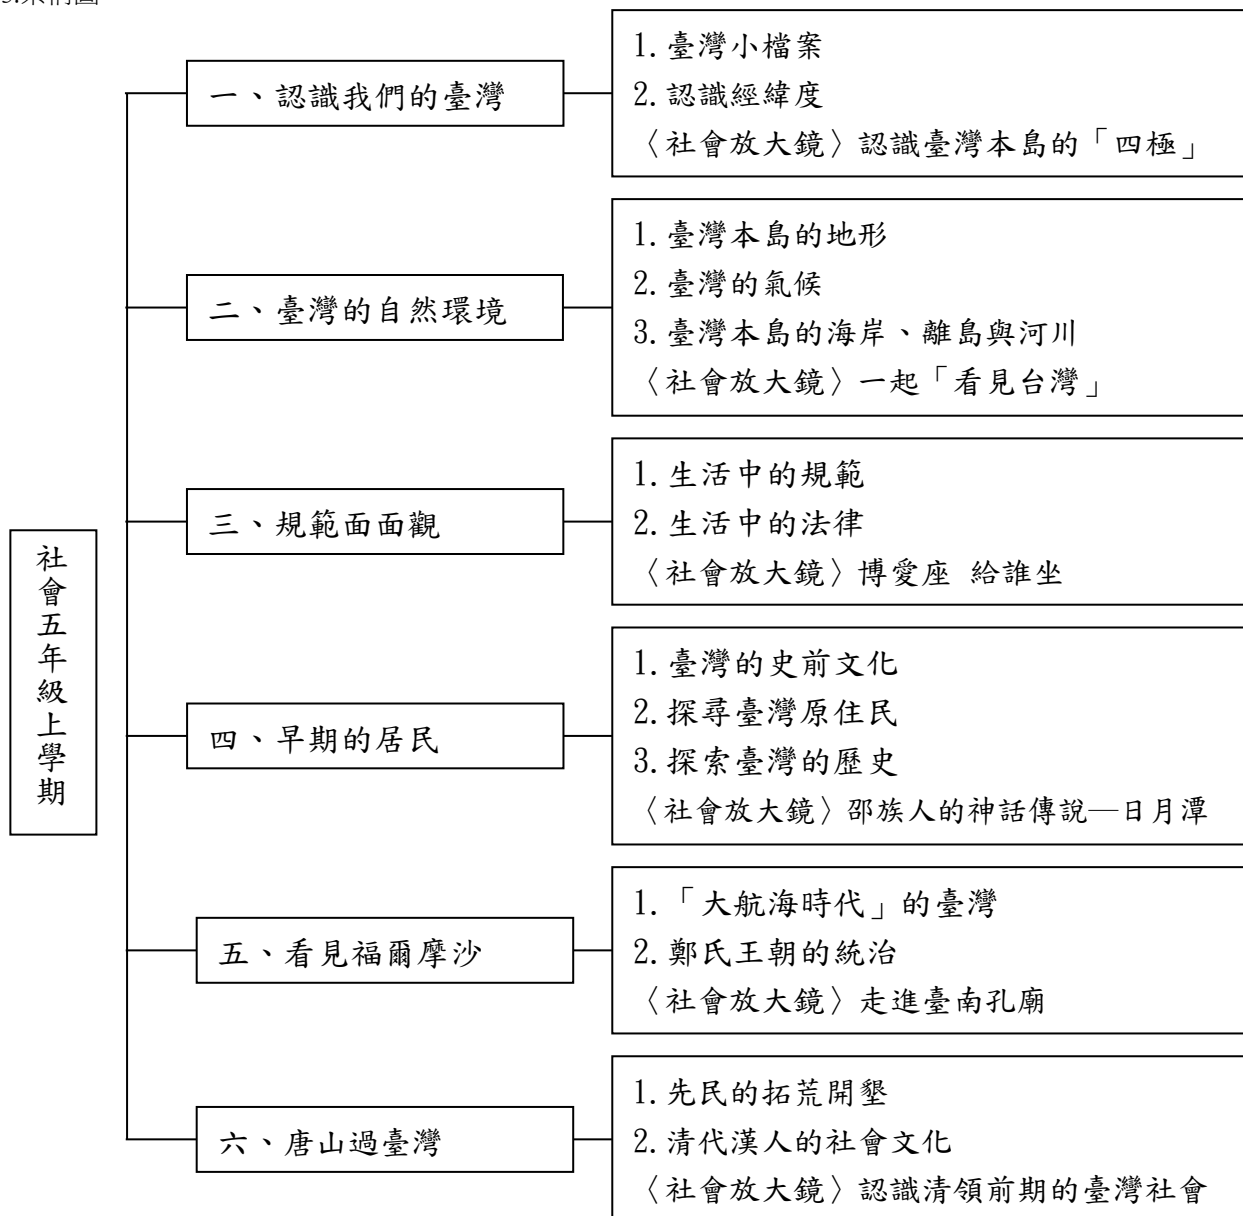 社會五年級上學期
一、認識我們的臺灣
1.臺灣小檔案
2.認識經緯度
〈社會放大鏡〉認識臺灣本島的「四極」
二、臺灣的自然環境
1.臺灣本島的地形
2.臺灣的氣候
3.臺灣本島的海岸、離島與河川
〈社會放大鏡〉一起「看見台灣」
三、規範面面觀
1.生活中的規範
2.生活中的法律
〈社會放大鏡〉博愛座 給誰坐
四、早期的居民
1.臺灣的史前文化
2.探尋臺灣原住民
3.探索臺灣的歷史
〈社會放大鏡〉邵族人的神話傳說─日月潭
五、看見福爾摩沙
1.「大航海時代」的臺灣
2.鄭氏王朝的統治
〈社會放大鏡〉走進臺南孔廟
六、唐山過臺灣
1.先民的拓荒開墾
2.清代漢人的社會文化
〈社會放大鏡〉認識清領前期的臺灣社會